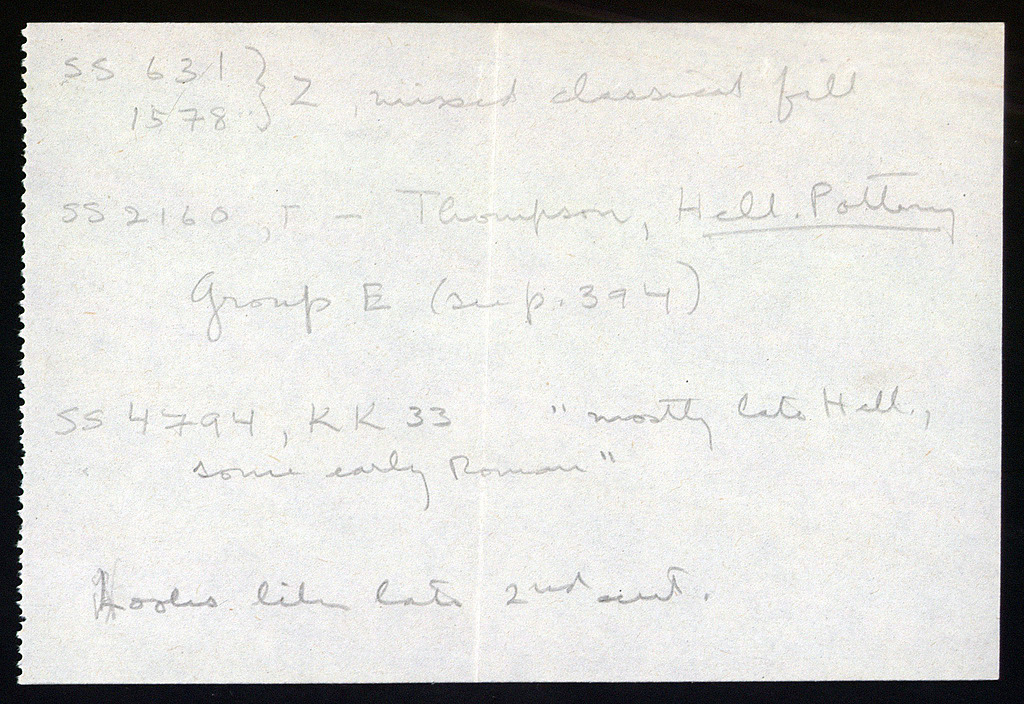 SS 631 } Z, mixed classical fill
1578
SS 2160, T - Thompson, Hell. Pottery
Group E (see p. 394)
SS 4794, KK 33 "mostly late Hell.,
some early Roman"
Looks like late 2nd cent.